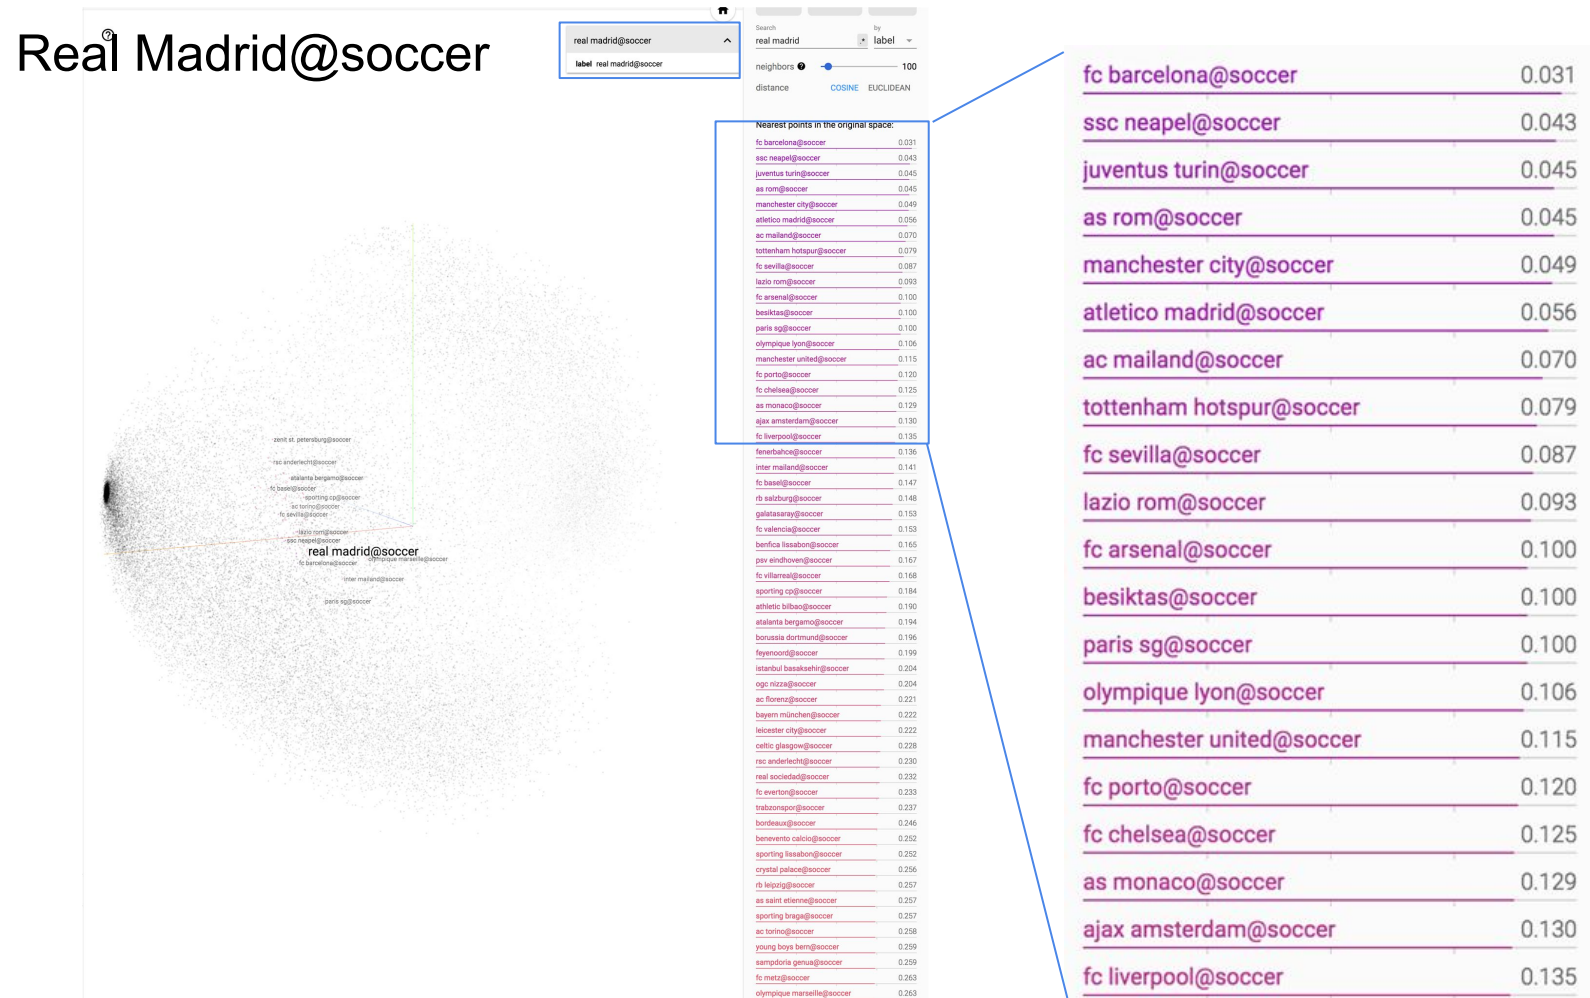 Real Madrid@soccer
real madrid@soccer
label real madrid@soccer
Search
by
real madrid
.*
label
neighbors
100
distance
COSINE EUCLIDEAN
Nearest points in the original space:
fc barcelona@soccer 0.031
ssc neapel@soccer 0.043
juventus turin@soccer 0.045
as rom@soccer 0.045
manchester city@soccer 0.049
atletico madrid@soccer 0.056
ac mailand@soccer 0.070
tottenham hotspur@soccer 0.079
fc sevilla@soccer 0.087
lazio rom@soccer 0.093
fc arsenal@soccer 0.100
besiktas@soccer 0.100
paris sg@soccer 0.100
olympique lyon@soccer 0.106
manchester united@soccer 0.115
fc porto@soccer 0.120
fc chelsea@soccer 0.125
as monaco@soccer 0.129
ajax amsterdam@soccer 0.130
fc liverpool@soccer 0.135
fenerbahce@soccer 0.136
inter mailand@soccer 0.141
fc basel@soccer 0.147
rb salzburg@soccer 0.148
galatasaray@soccer 0.153
fc valencia@soccer 0.153
benfica lissabon@soccer 0.165
psv eindhoven@soccer 0.167
fc villarreal@soccer 0.168
sporting cp@soccer 0.184
athletic bilbao@soccer 0.190
atalanta bergamo@soccer 0.194
borussia dortmund@soccer 0.196
feyenoord@soccer 0.199
istanbul basaksehir@soccer 0.204
ogc nizza@soccer 0.204
ac florenz@soccer 0.221
bayern münchen@soccer 0.222
leicester city@soccer 0.222
celtic glasgow@soccer 0.228
rsc anderlecht@soccer 0.230
real sociedad@soccer 0.232
fc everton@soccer 0.233
trabzonspor@soccer 0.237
bordeaux@soccer 0.246
benevento calcio@soccer 0.252
sporting lissabon@soccer 0.252
crystal palace@soccer 0.256
rb leipzig@soccer 0.257
as saint etienne@soccer 0.257
sporting braga@soccer 0.257
ac torino@soccer 0.258
young boys bern@soccer 0.259
sampdoria genua@soccer 0.259
fc metz@soccer 0.263
olympique marseille@soccer 0.263
zenit st. petersburg@soccer
rsc anderlecht@soccer
atalanta bergamo@soccer
fc basel@soccer
sporting cp@soccer
ac torino@soccer
fc sevilla@soccer
lazio rom@soccer
ssc neapel@soccer
real madrid@soccer
olympique marseille@soccer
fc barcelona@soccer
inter mailand@soccer
paris sg@soccer
fc barcelona@soccer 0.031
ssc neapel@soccer 0.043
juventus turin@soccer 0.045
as rom@soccer 0.045
manchester city@soccer 0.049
atletico madrid@soccer 0.056
ac mailand@soccer 0.070
tottenham hotspur@soccer 0.079
fc sevilla@soccer 0.087
lazio rom@soccer 0.093
fc arsenal@soccer 0.100
besiktas@soccer 0.100
paris sg@soccer 0.100
olympique lyon@soccer 0.106
manchester united@soccer 0.115
fc porto@soccer 0.120
fc chelsea@soccer 0.125
as monaco@soccer 0.129
ajax amsterdam@soccer 0.130
fc liverpool@soccer 0.135